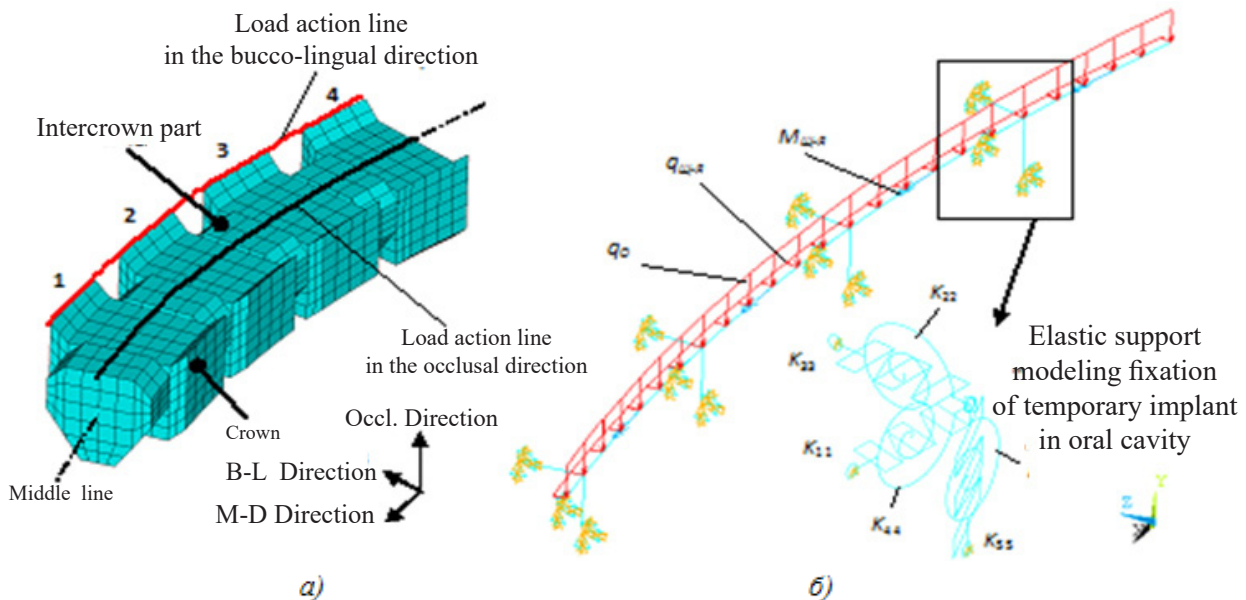 Load action line
in the bucco-lingual direction
Intercrown part
1
2
3
4
Load action line
in the occlusal direction
Crown
Middle line
Occl. Direction
B-L Direction
M-D Direction
а)
q₀
qщ-я
Mщ-я
K₂₂
K₃₃
K₁₁
K₄₄
K₅₅
Elastic support
modeling fixation
of temporary implant
in oral cavity
Y
Z
X
б)